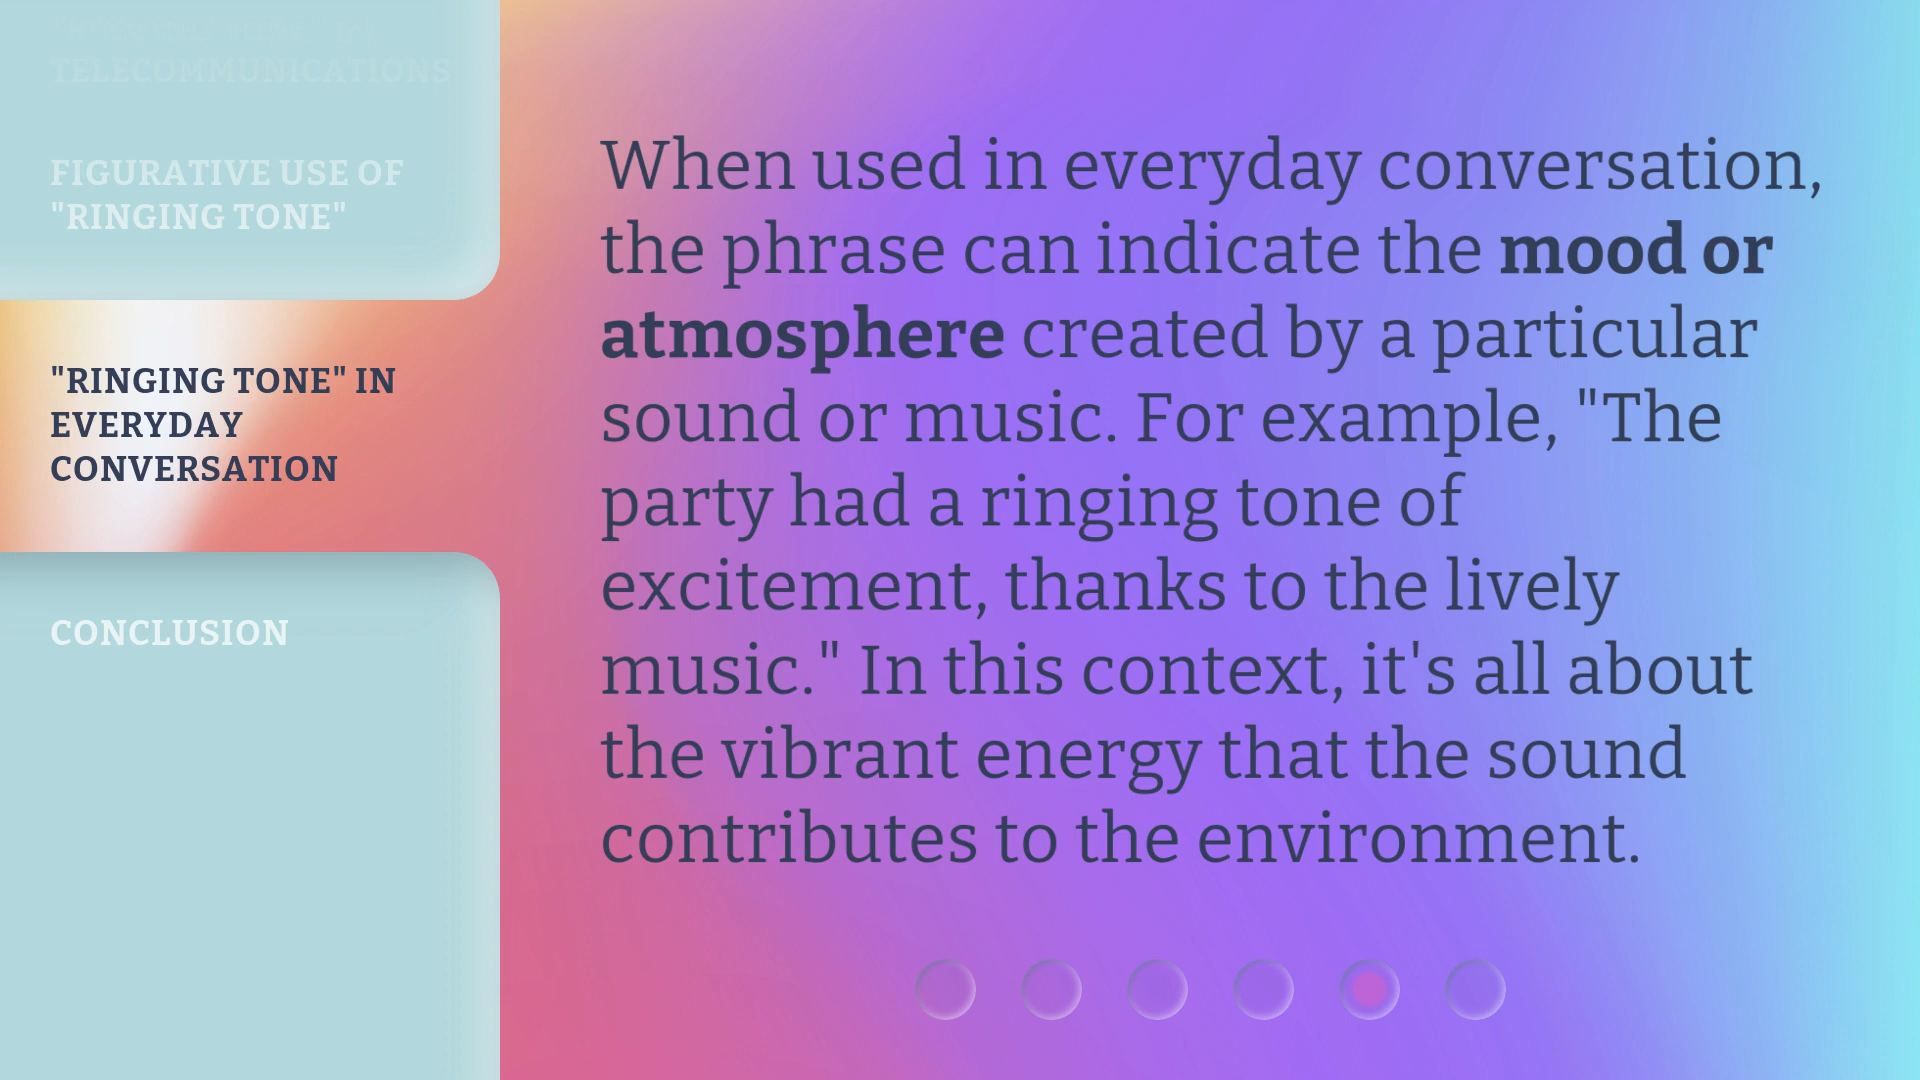 TELECOMMUNICATIONS
FIGURATIVE USE OF
"RINGING TONE"
"RINGING TONE" IN
EVERYDAY
CONVERSATION
CONCLUSION
When used in everyday conversation,
the phrase can indicate the mood or
atmosphere created by a particular
sound or music. For example, "The
party had a ringing tone of
excitement, thanks to the lively
music." In this context, it's all about
the vibrant energy that the sound
contributes to the environment.